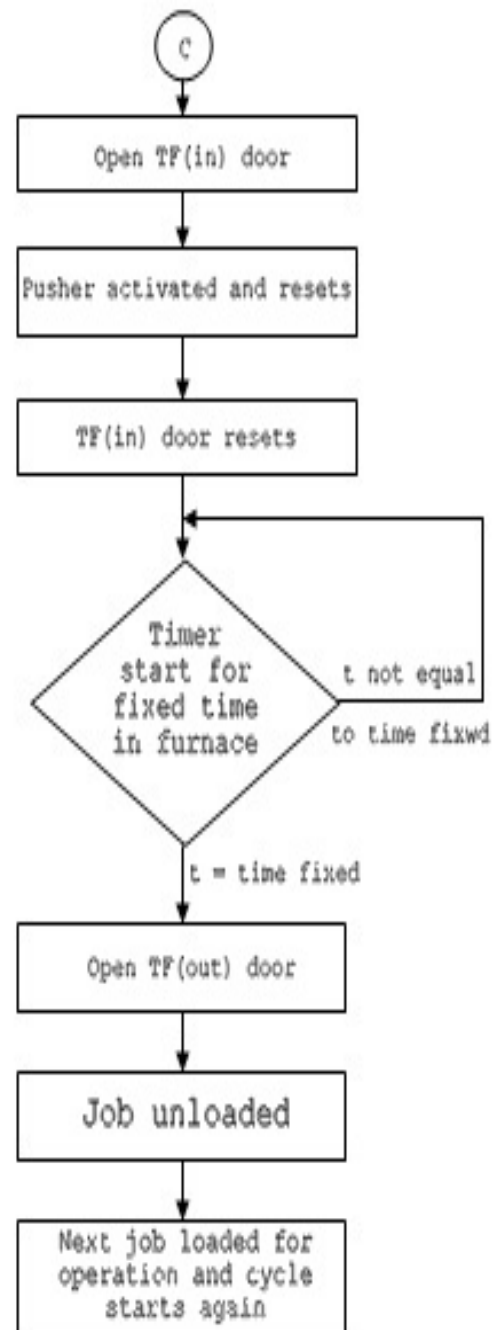 C
Open TF(in) door
Pusher activated and resets
TF(in) door resets
Timer
start for
fixed time
in furnace
t not equal
to time fixwd
t = time fixed
Open TF(out) door
Job unloaded
Next job loaded for
operation and cycle
starts again